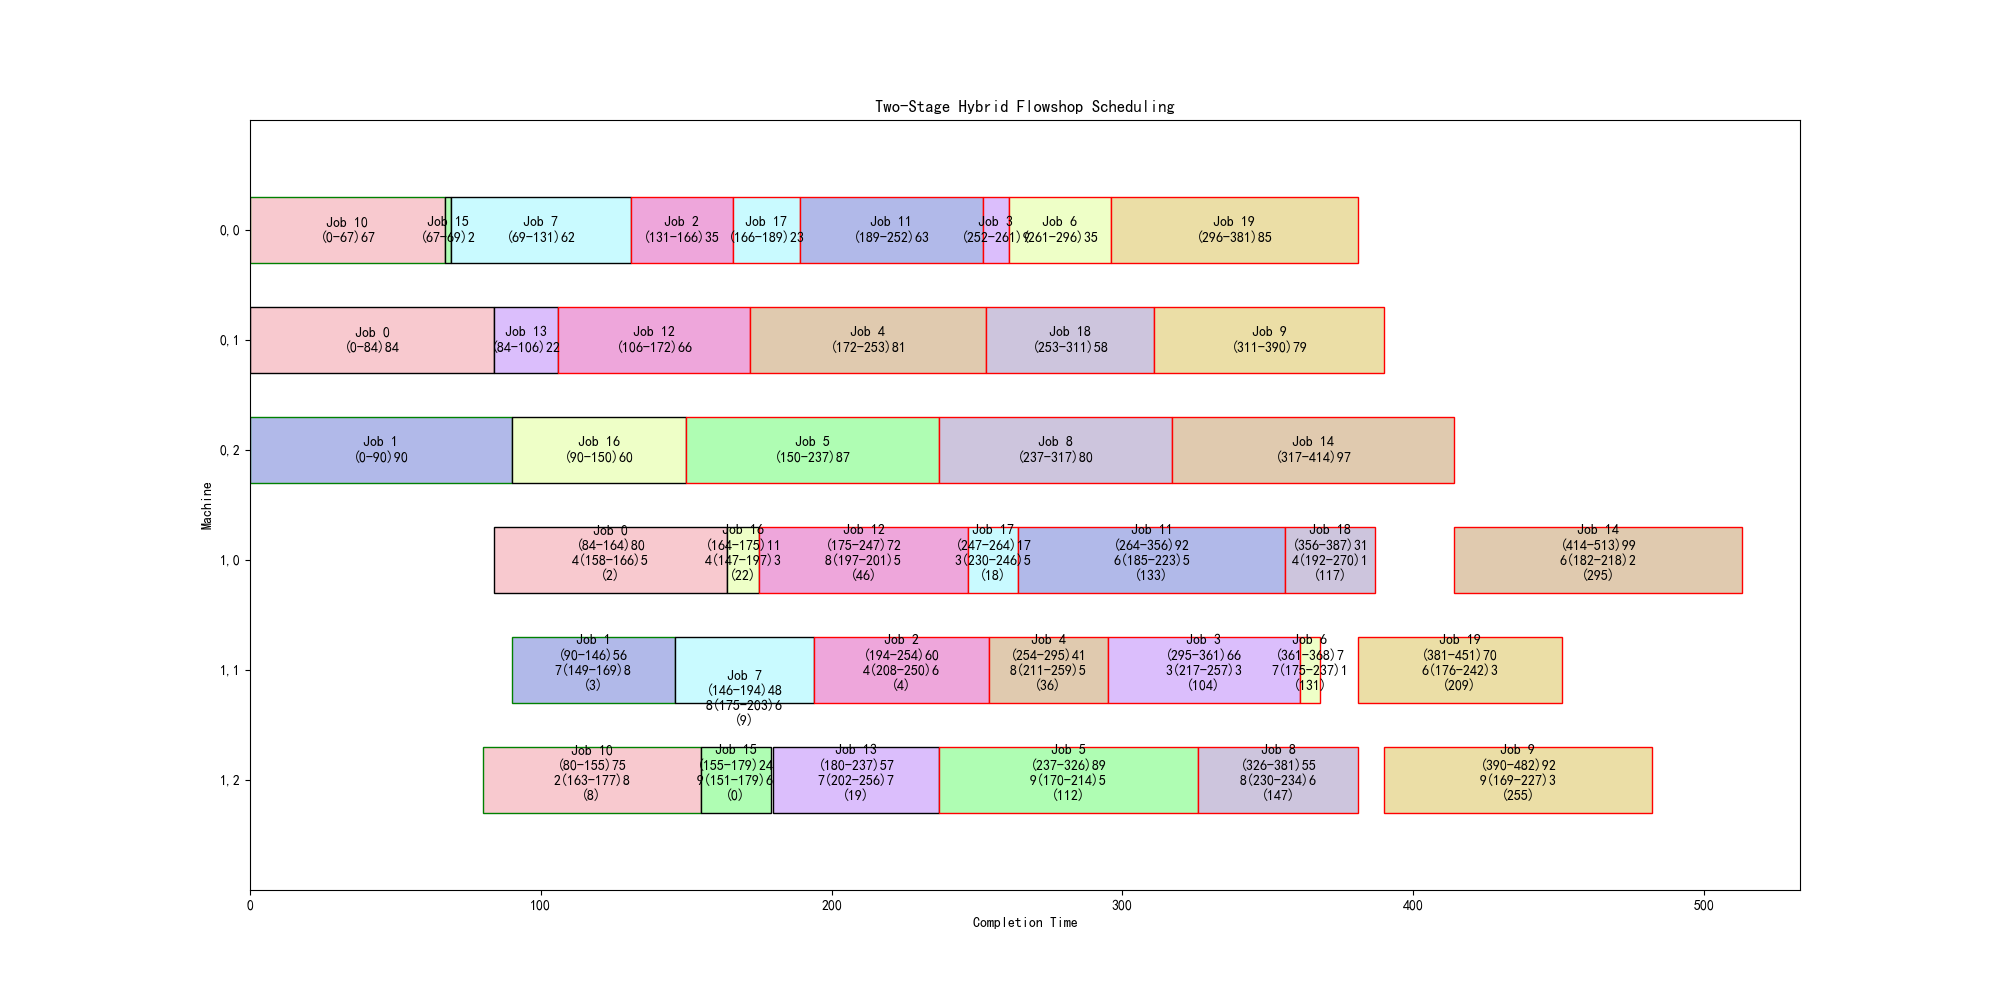 Two-Stage Hybrid Flowshop Scheduling
0,0
Job 10
(0-67)67
Job 15
(67-69)2
Job 7
(69-131)62
Job 2
(131-166)35
Job 17
(166-189)23
Job 11
(189-252)63
Job 3
(252-261)9
Job 6
(261-296)35
Job 19
(296-381)85
0,1
Job 0
(0-84)84
Job 13
(84-106)22
Job 12
(106-172)66
Job 4
(172-253)81
Job 18
(253-311)58
Job 9
(311-390)79
0,2
Job 1
(0-90)90
Job 16
(90-150)60
Job 5
(150-237)87
Job 8
(237-317)80
Job 14
(317-414)97
Machine
1,0
Job 0
(84-164)80
4(158-166)5
(2)
Job 16
(164-175)11
4(147-197)3
(22)
Job 12
(175-247)72
8(197-201)5
(46)
Job 17
(247-264)17
3(230-246)5
(18)
Job 11
(264-356)92
6(185-223)5
(133)
Job 18
(356-387)31
4(192-270)1
(117)
Job 14
(414-513)99
6(182-218)2
(295)
1,1
Job 1
(90-146)56
7(149-169)8
(3)
Job 7
(146-194)48
8(175-203)6
(9)
Job 2
(194-254)60
4(208-250)6
(4)
Job 4
(254-295)41
8(211-259)5
(36)
Job 3
(295-361)66
3(217-257)3
(104)
Job 6
(361-368)7
7(175-237)1
(131)
Job 19
(381-451)70
6(176-242)3
(209)
1,2
Job 10
(80-155)75
2(163-177)8
(8)
Job 15
(155-179)24
9(151-179)6
(0)
Job 13
(180-237)57
7(202-256)7
(19)
Job 5
(237-326)89
9(170-214)5
(112)
Job 8
(326-381)55
8(230-234)6
(147)
Job 9
(390-482)92
9(169-227)3
(255)
0
100
200
300
400
500
Completion Time